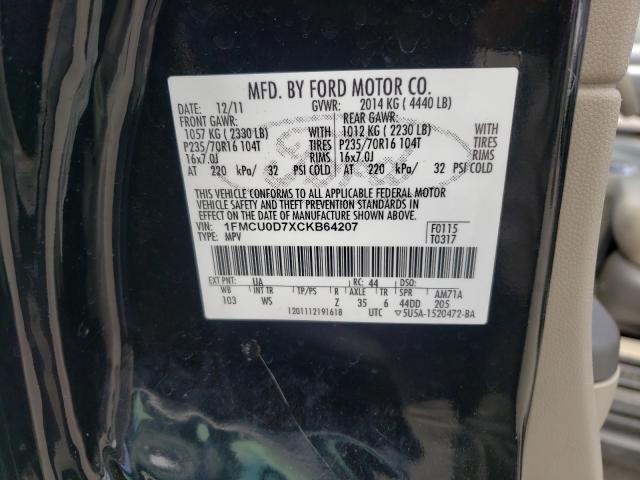 MFD. BY FORD MOTOR CO.
DATE: 12/11 GVWR: 2014 KG ( 4440 LB)
FRONT GAWR: REAR GAWR:
1057 KG ( 2330 LB) WITH 1012 KG ( 2230 LB) WITH
P235/70R16 104T TIRES P235/70R16 104T TIRES
16x7.0J RIMS 16x7.0J RIMS
AT 220 kPa/ 32 PSI COLD AT 220 kPa/ 32 PSI COLD
THIS VEHICLE CONFORMS TO ALL APPLICABLE FEDERAL MOTOR
VEHICLE SAFETY AND THEFT PREVENTION STANDARDS IN
EFFECT ON THE DATE OF MANUFACTURE SHOWN ABOVE.
VIN: 1FMCU0D7XCKB64207 F0115
TYPE: MPV T0317
EXT PNT: UA RC: 44 DSO:
WB INT TR TP/PS R AXLE TR SPR AM71A
103 WS Z 35 6 44DD 205
1201112191618 UTC 5U5A-1520472-BA